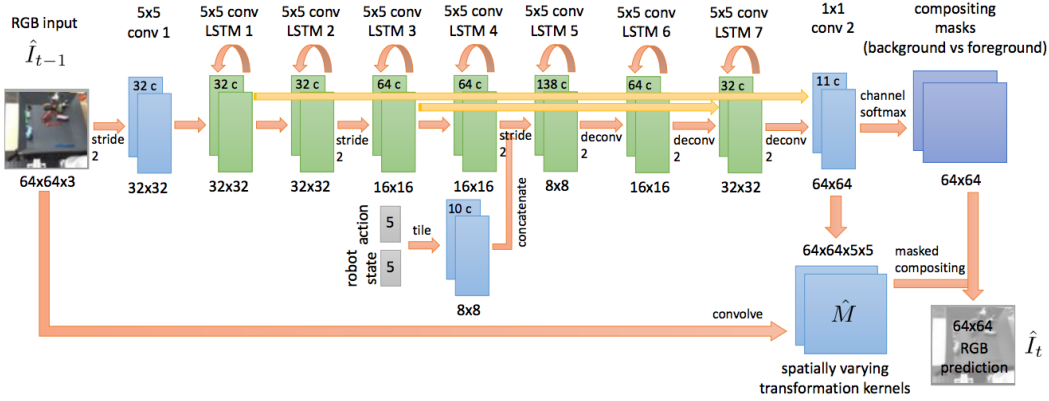 RGB input
Î_{t−1}
64x64x3
stride
2
5x5
conv 1
32 c
32x32
5x5 conv
LSTM 1
32 c
32x32
5x5 conv
LSTM 2
32 c
32x32
stride
2
5x5 conv
LSTM 3
64 c
16x16
5x5 conv
LSTM 4
64 c
16x16
stride
2
5x5 conv
LSTM 5
138 c
8x8
deconv
2
5x5 conv
LSTM 6
64 c
16x16
deconv
2
5x5 conv
LSTM 7
32 c
32x32
deconv
2
1x1
conv 2
11 c
64x64
channel
softmax
compositing
masks
(background vs foreground)
64x64
robot
state
action
5
5
tile
10 c
8x8
concatenate
convolve
64x64x5x5
M̂
spatially varying
transformation kernels
masked
compositing
64x64
RGB
prediction
Î_t